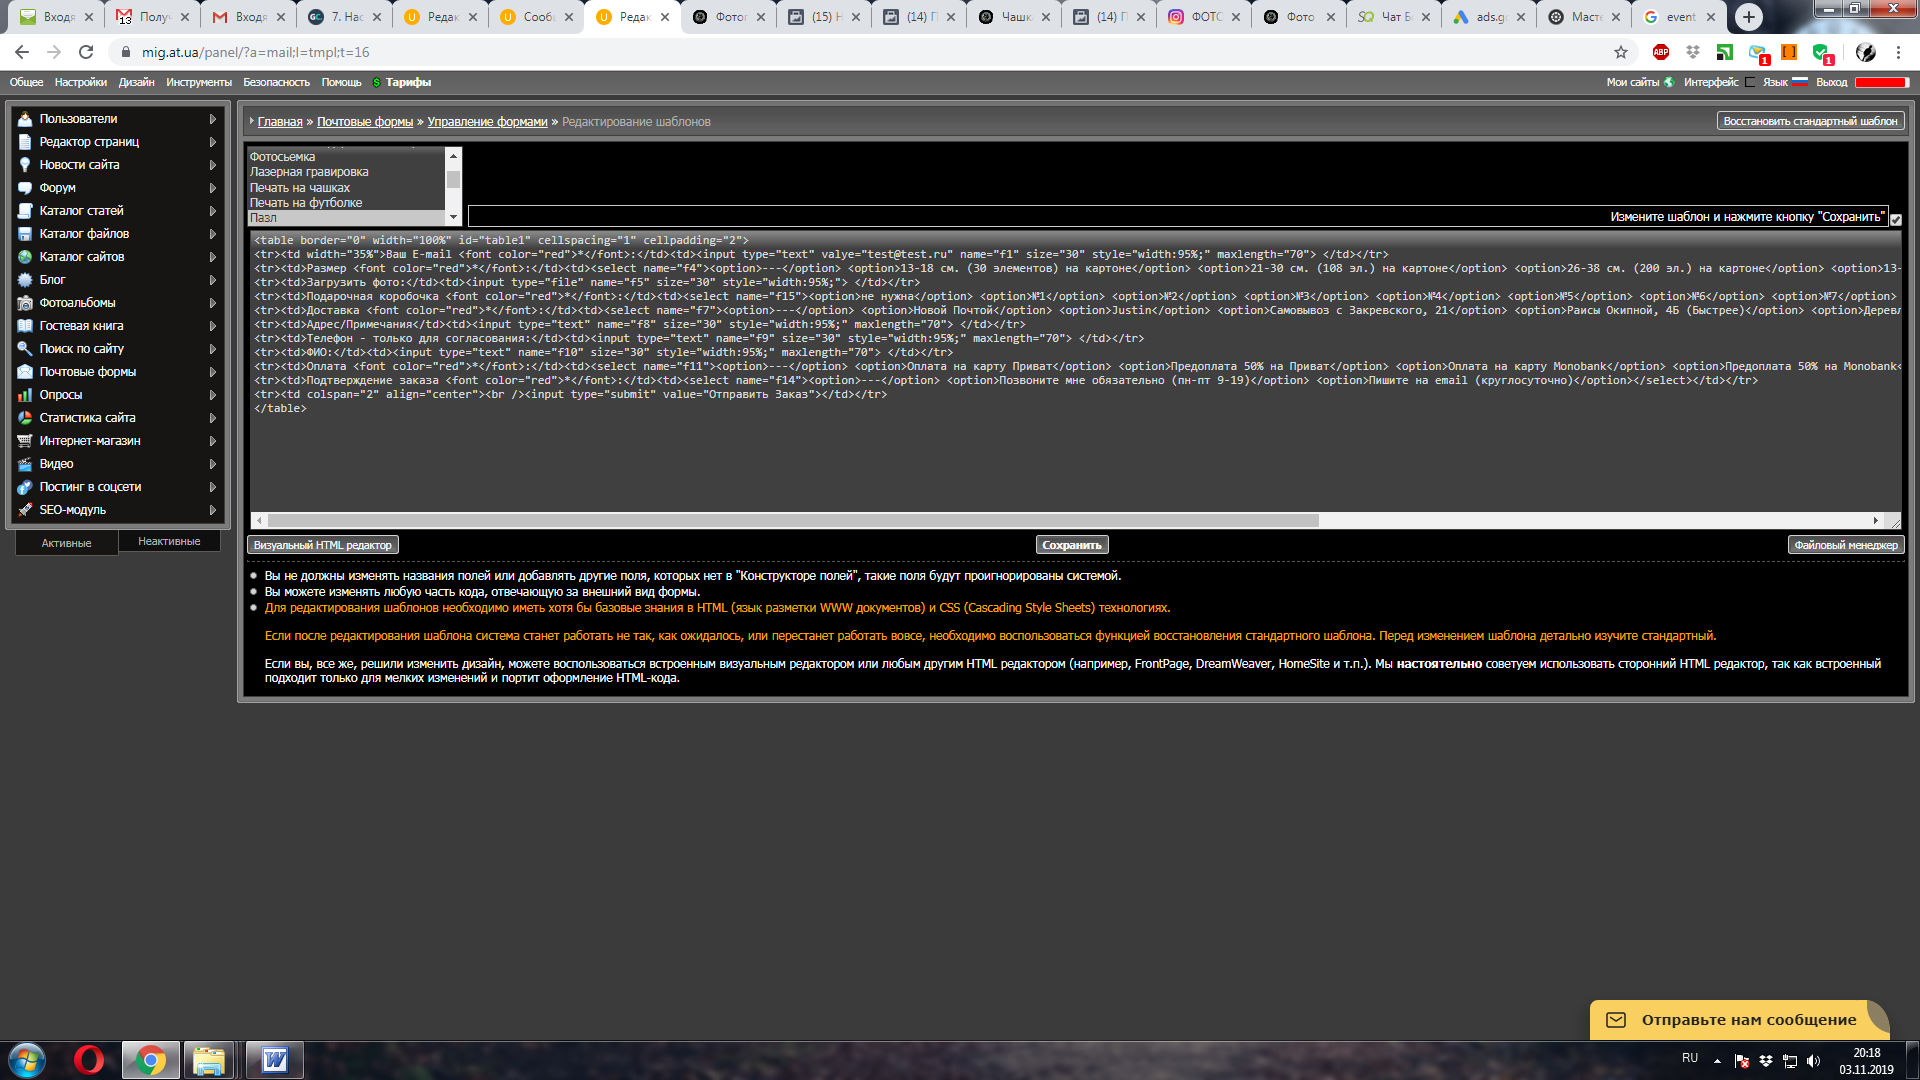 Входя
Получ
Входя
7. Нас
Редак
Сообщ
Редак
Фотог
(15) Н
(14) П
Чашк
(14) П
ФОТО
Фото
Чат Б
ads.g
Масте
event
mig.at.ua/panel/?a=mail;l=tmpl;t=16
Общее Настройки Дизайн Инструменты Безопасность Помощь Тарифы
Мои сайты Интерфейс Язык Выход
Пользователи
Редактор страниц
Новости сайта
Форум
Каталог статей
Каталог файлов
Каталог сайтов
Блог
Фотоальбомы
Гостевая книга
Поиск по сайту
Почтовые формы
Опросы
Статистика сайта
Интернет-магазин
Видео
Постинг в соцсети
SEO-модуль
Активные Неактивные
Главная » Почтовые формы » Управление формами » Редактирование шаблонов
Восстановить стандартный шаблон
Фотосьемка
Лазерная гравировка
Печать на чашках
Печать на футболке
Пазл
Измените шаблон и нажмите кнопку "Сохранить"
<table border="0" width="100%" id="table1" cellspacing="1" cellpadding="2">
<tr><td width="35%">Ваш E-mail <font color="red">*</font>:</td><td><input type="text" valye="test@test.ru" name="f1" size="30" style="width:95%;" maxlength="70"> </td></tr>
<tr><td>Размер <font color="red">*</font>:</td><td><select name="f4"><option>---</option> <option>13-18 см. (30 элементов) на картоне</option> <option>21-30 см. (108 эл.) на картоне</option> <option>26-38 см. (200 эл.) на картоне</option> <option>13-
<tr><td>Загрузить фото:</td><td><input type="file" name="f5" size="30" style="width:95%;"> </td></tr>
<tr><td>Подарочная коробочка <font color="red">*</font>:</td><td><select name="f15"><option>не нужна</option> <option>№1</option> <option>№2</option> <option>№3</option> <option>№4</option> <option>№5</option> <option>№6</option> <option>№7</option>
<tr><td>Доставка <font color="red">*</font>:</td><td><select name="f7"><option>---</option> <option>Новой Почтой</option> <option>Justin</option> <option>Самовывоз с Закревского, 21</option> <option>Раисы Окипной, 4Б (Быстрее)</option> <option>Дерев
<tr><td>Адрес/Примечания</td><td><input type="text" name="f8" size="30" style="width:95%;" maxlength="70"> </td></tr>
<tr><td>Телефон - только для согласования:</td><td><input type="text" name="f9" size="30" style="width:95%;" maxlength="70"> </td></tr>
<tr><td>ФИО:</td><td><input type="text" name="f10" size="30" style="width:95%;" maxlength="70"> </td></tr>
<tr><td>Оплата <font color="red">*</font>:</td><td><select name="f11"><option>---</option> <option>Оплата на карту Приват</option> <option>Предоплата 50% на Приват</option> <option>Оплата на карту Monobank</option> <option>Предоплата 50% на Monobank<
<tr><td>Подтверждение заказа <font color="red">*</font>:</td><td><select name="f14"><option>---</option> <option>Позвоните мне обязательно (пн-пт 9-19)</option> <option>Пишите на email (круглосуточно)</option></select></td></tr>
<tr><td colspan="2" align="center"><br /><input type="submit" value="Отправить Заказ"></td></tr>
</table>
Визуальный HTML редактор
Сохранить
Файловый менеджер
Вы не должны изменять названия полей или добавлять другие поля, которых нет в "Конструкторе полей", такие поля будут проигнорированы системой.
Вы можете изменять любую часть кода, отвечающую за внешний вид формы.
Для редактирования шаблонов необходимо иметь хотя бы базовые знания в HTML (язык разметки WWW документов) и CSS (Cascading Style Sheets) технологиях.
Если после редактирования шаблона система станет работать не так, как ожидалось, или перестанет работать вовсе, необходимо воспользоваться функцией восстановления стандартного шаблона. Перед изменением шаблона детально изучите стандартный.
Если вы, все же, решили изменить дизайн, можете воспользоваться встроенным визуальным редактором или любым другим HTML редактором (например, FrontPage, DreamWeaver, HomeSite и т.п.). Мы настоятельно советуем использовать сторонний HTML редактор, так как встроенный
подходит только для мелких изменений и портит оформление HTML-кода.
Отправьте нам сообщение
RU
20:18
03.11.2019